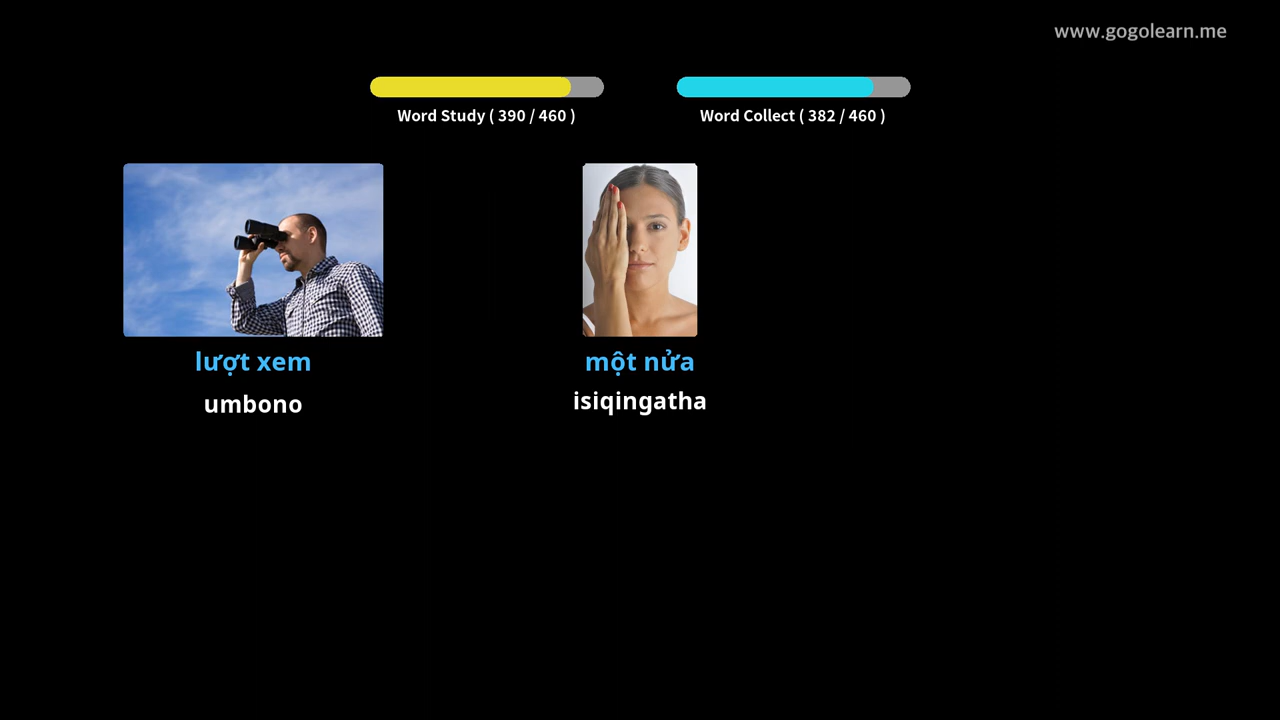 www.gogolearn.me
Word Study ( 390 / 460 )
Word Collect ( 382 / 460 )
lượt xem
umbono
một nửa
isiqingatha